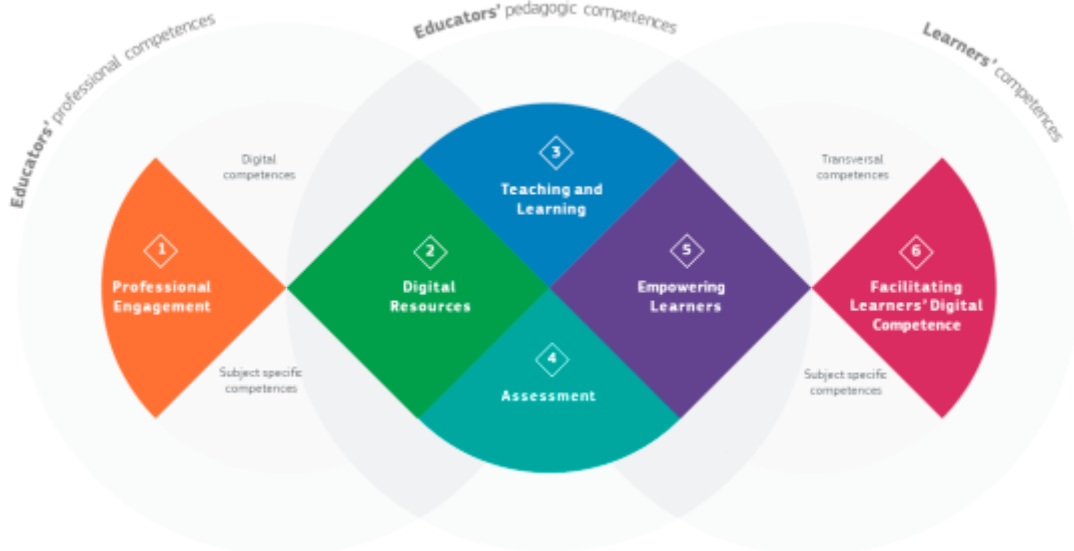 Educators' professional competences
Educators' pedagogic competences
Learners' competences
Digital
competences
Transversal
competences
1
Professional
Engagement
2
Digital
Resources
3
Teaching and
Learning
4
Assessment
5
Empowering
Learners
6
Facilitating
Learners' Digital
Competence
Subject specific
competences
Subject specific
competences